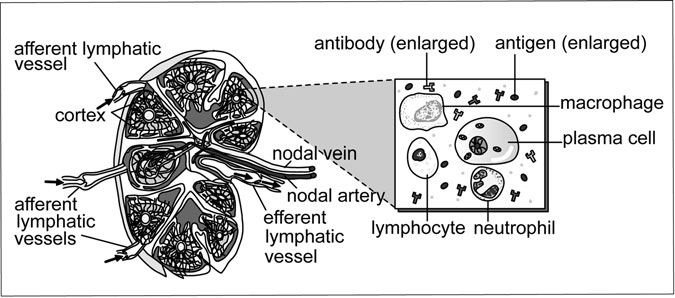 afferent lymphatic
vessel
cortex
afferent
lymphatic
vessels
nodal vein
nodal artery
efferent
lymphatic
vessel
antibody (enlarged)
antigen (enlarged)
macrophage
plasma cell
lymphocyte
neutrophil